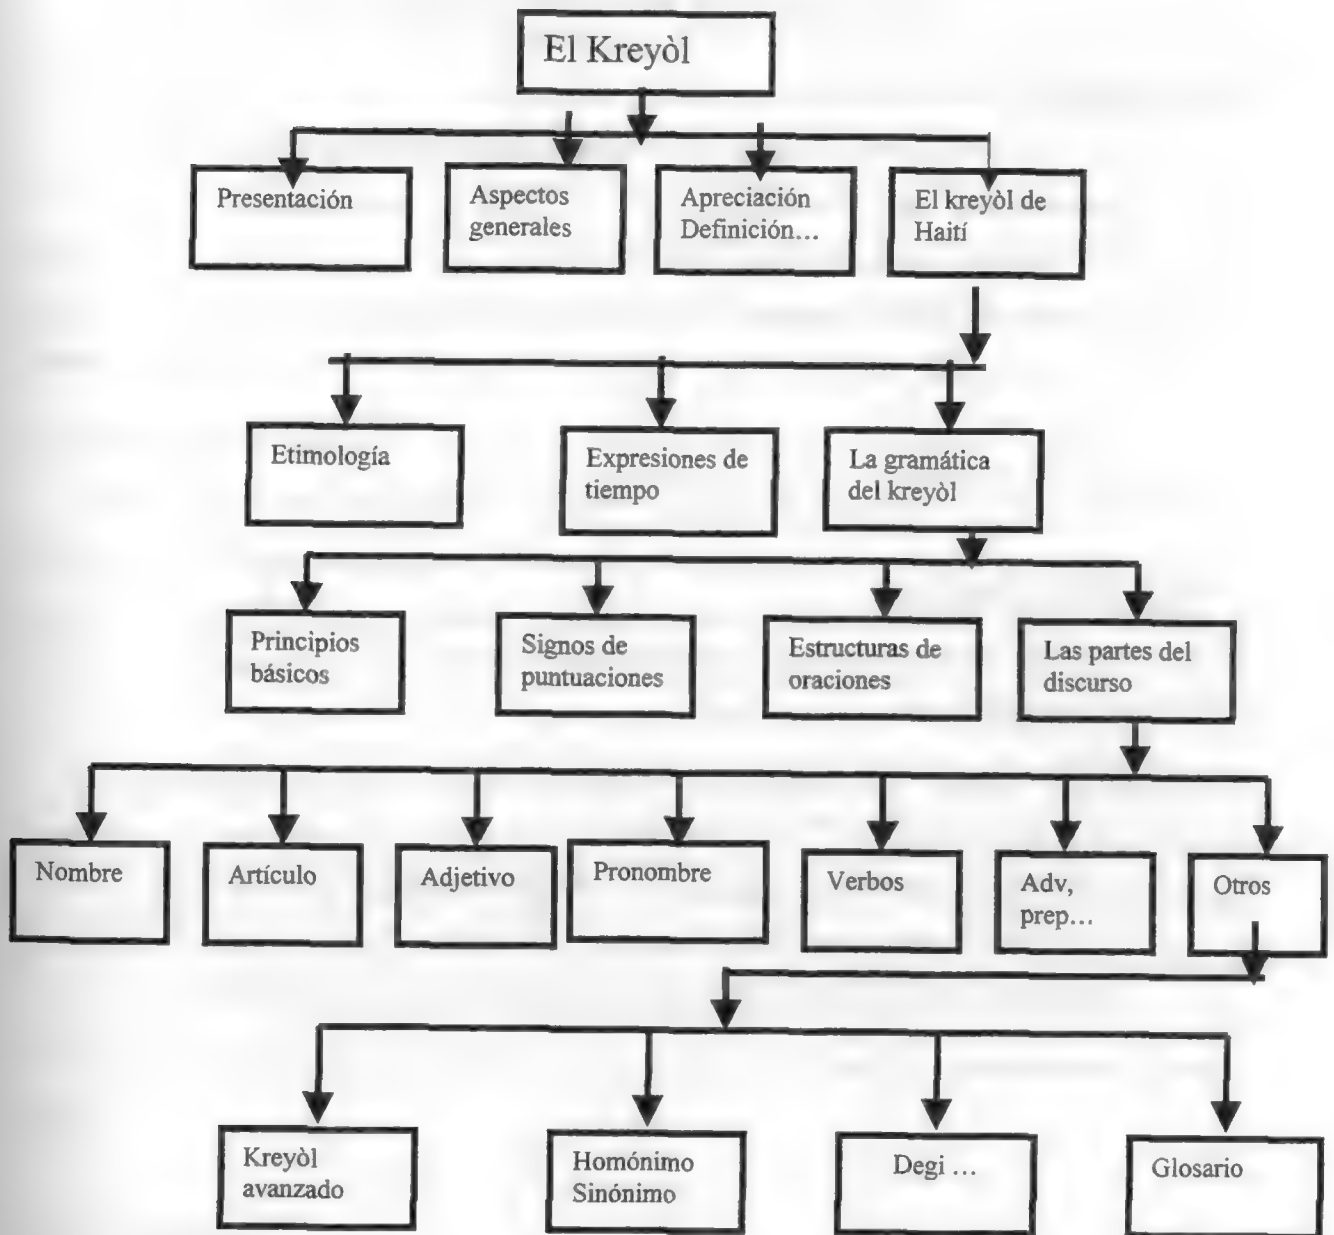 El Kreyòl
Presentación
Aspectos
generales
Apreciación
Definición...
El kreyòl de
Haití
Etimología
Expresiones de
tiempo
La gramática
del kreyòl
Principios
básicos
Signos de
puntuaciones
Estructuras de
oraciones
Las partes del
discurso
Nombre
Artículo
Adjetivo
Pronombre
Verbos
Adv,
prep...
Otros
Kreyòl
avanzado
Homónimo
Sinónimo
Degi ...
Glosario